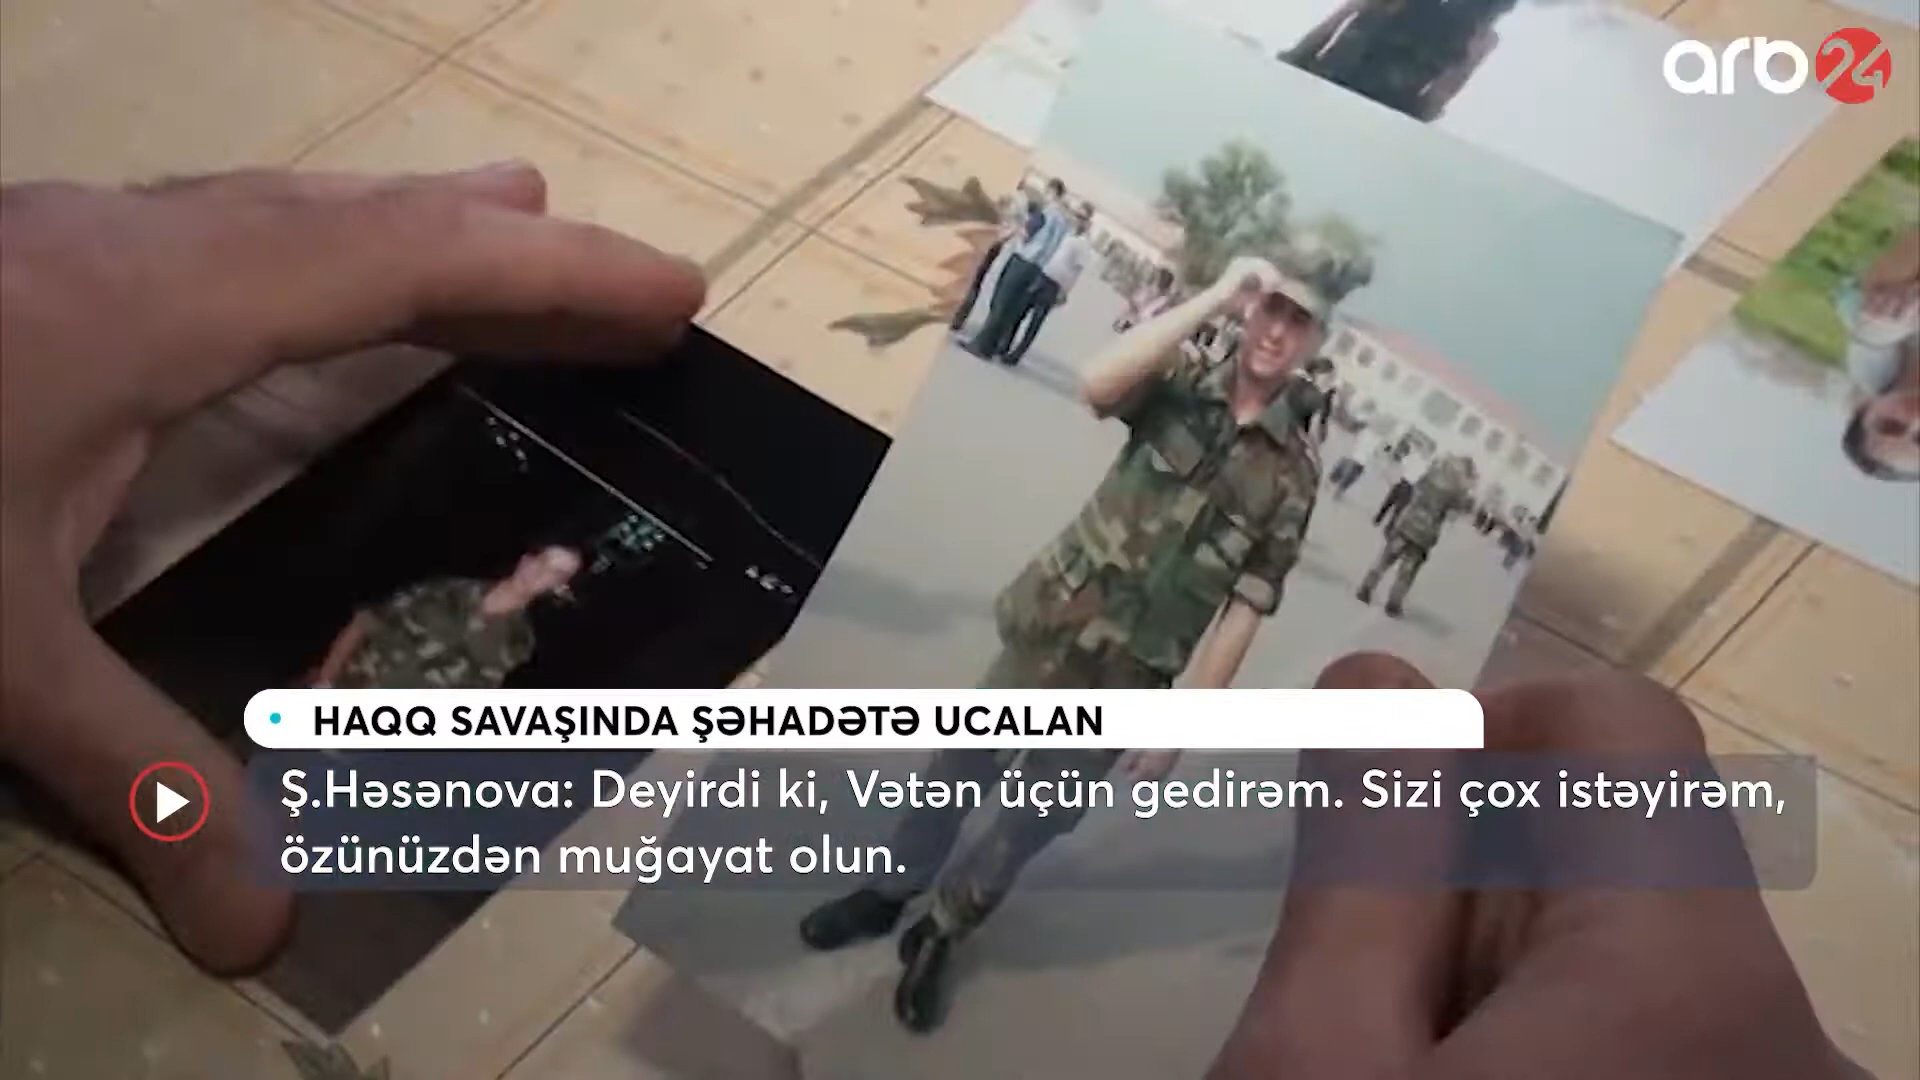 arb24
HAQQ SAVAŞINDA ŞƏHADƏTƏ UCALAN
Ş.Həsənova: Deyirdi ki, Vətən üçün gedirəm. Sizi çox istəyirəm,
özünüzdən muğayat olun.